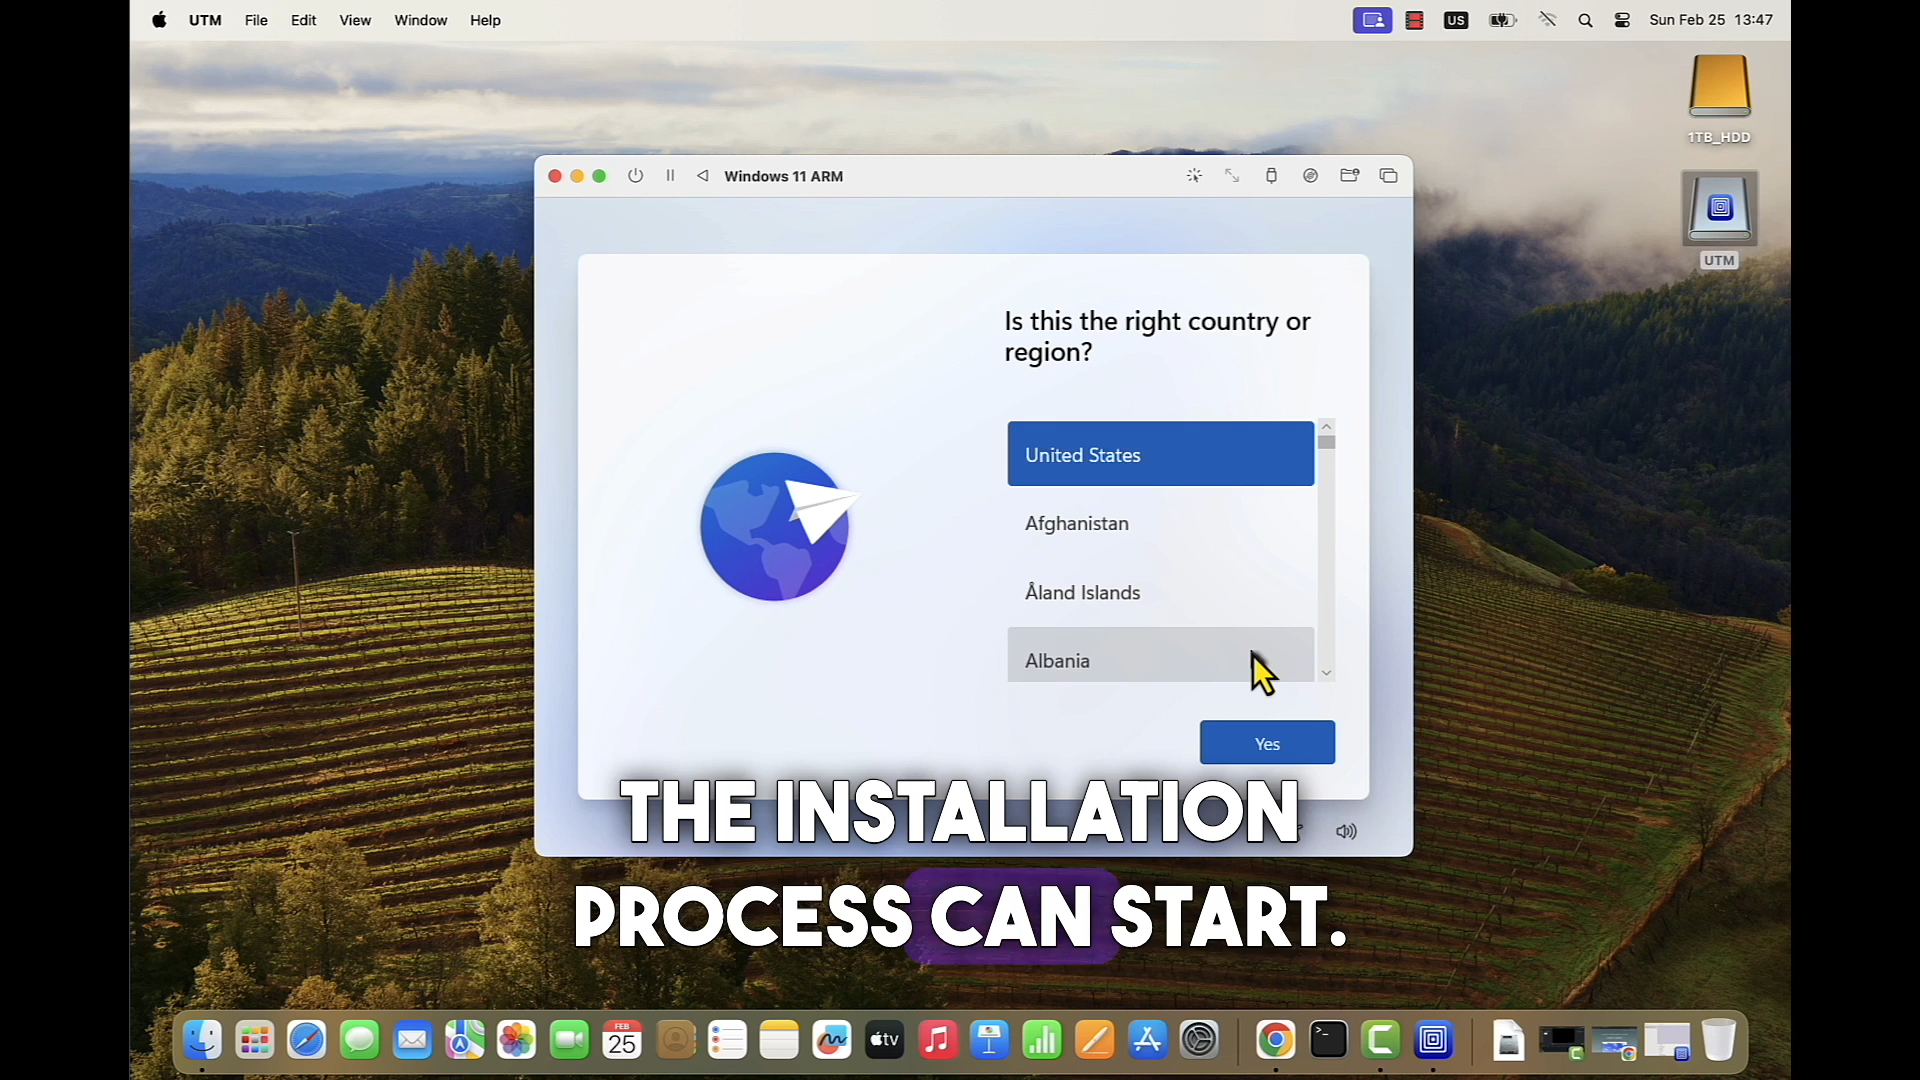 UTM File Edit View Window Help
US
Sun Feb 25 13:47
1TB_HDD
UTM
Windows 11 ARM
Is this the right country or
region?
United States
Afghanistan
Åland Islands
Albania
Yes
THE INSTALLATION
PROCESS CAN START.
FEB
25
tv